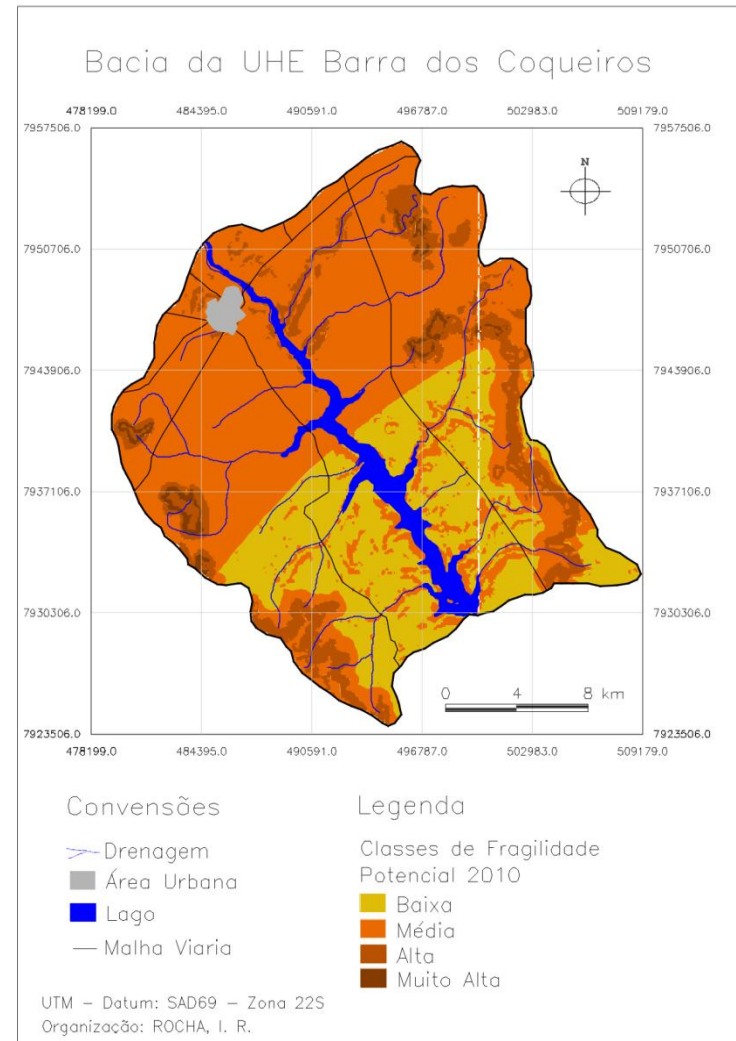 Bacia da UHE Barra dos Coqueiros
478199.0 484395.0 490591.0 496787.0 502983.0 509179.0
7957506.0 7957506.0
N
7950706.0 7950706.0
7943906.0 7943906.0
7937106.0 7937106.0
7930306.0 7930306.0
0 4 8 km
7923506.0 7923506.0
478199.0 484395.0 490591.0 496787.0 502983.0 509179.0
Convensões
Drenagem
Área Urbana
Lago
Malha Viaria
Legenda
Classes de Fragilidade
Potencial 2010
Baixa
Média
Alta
Muito Alta
UTM – Datum: SAD69 – Zona 22S
Organização: ROCHA, I. R.